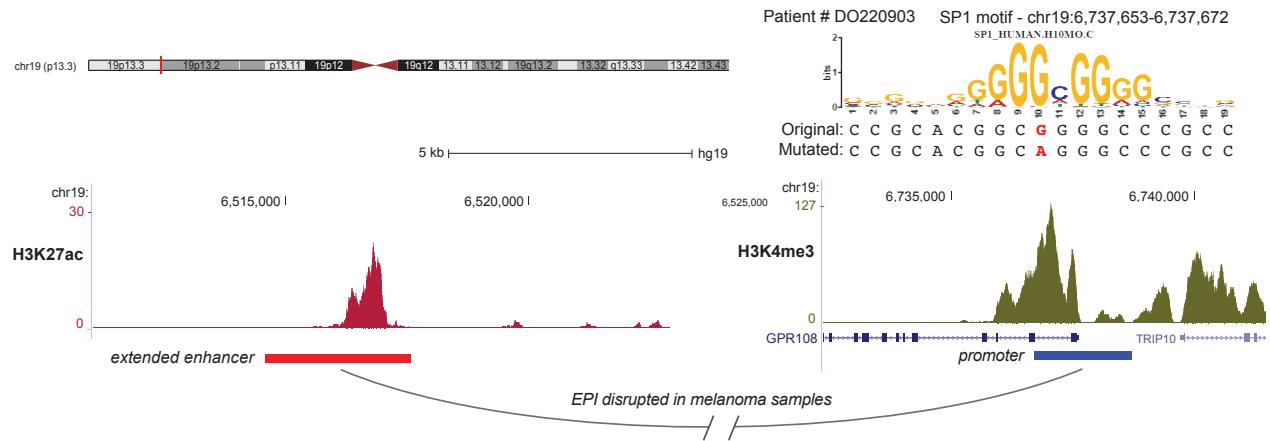 Patient # DO220903 SP1 motif - chr19:6,737,653-6,737,672
SP1_HUMAN.H10MO.C
chr19 (p13.3) 19p13.3 19p13.2 p13.11 19p12 19q12 13.11 13.12 19q13.2 13.32 q13.33 13.42 13.43
bits
2
1
0
1 2 3 4 5 6 7 8 9 10 11 12 13 14 15 16 17 18 19
Original: C C G C A C G G C G G G G C C C G C C
Mutated: C C G C A C G G C A G G G C C C G C C
5 kb hg19
chr19: 6,515,000 6,520,000 6,525,000
30
H3K27ac
0
extended enhancer
chr19: 6,735,000 6,740,000
127
H3K4me3
0
GPR108 TRIP10
promoter
EPI disrupted in melanoma samples